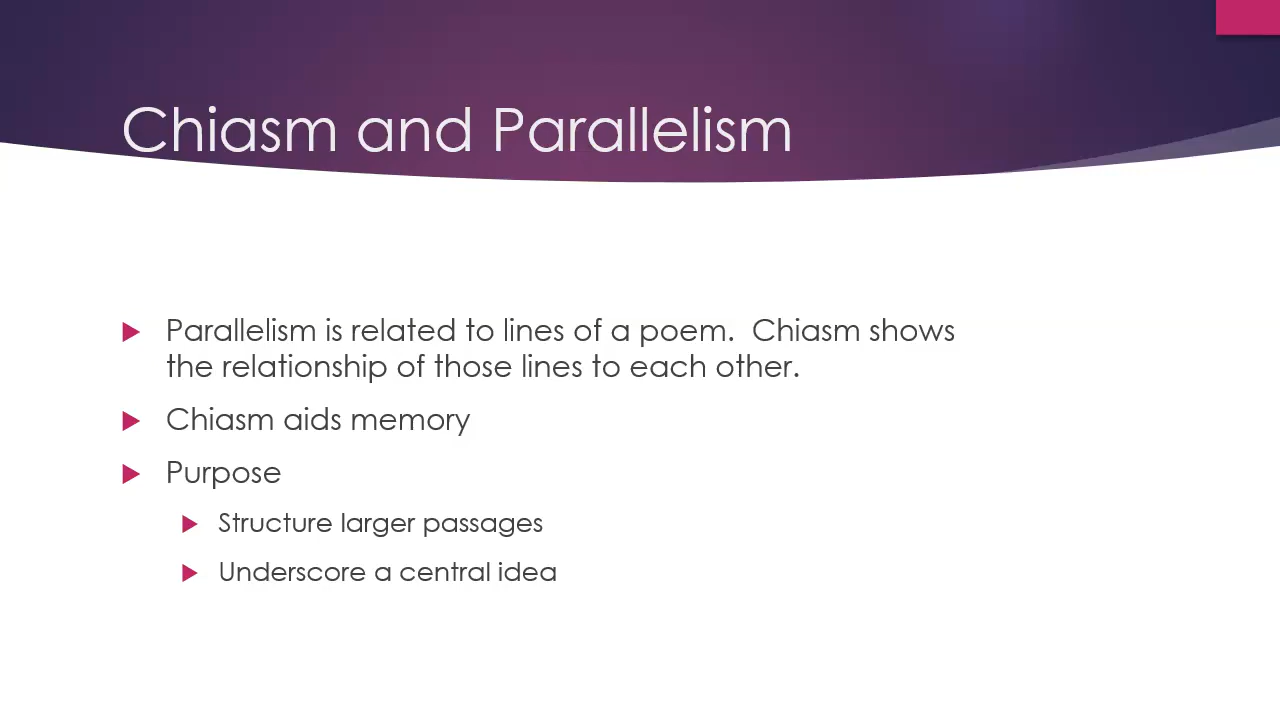 Chiasm and Parallelism
Parallelism is related to lines of a poem.  Chiasm shows
the relationship of those lines to each other.
Chiasm aids memory
Purpose
Structure larger passages
Underscore a central idea